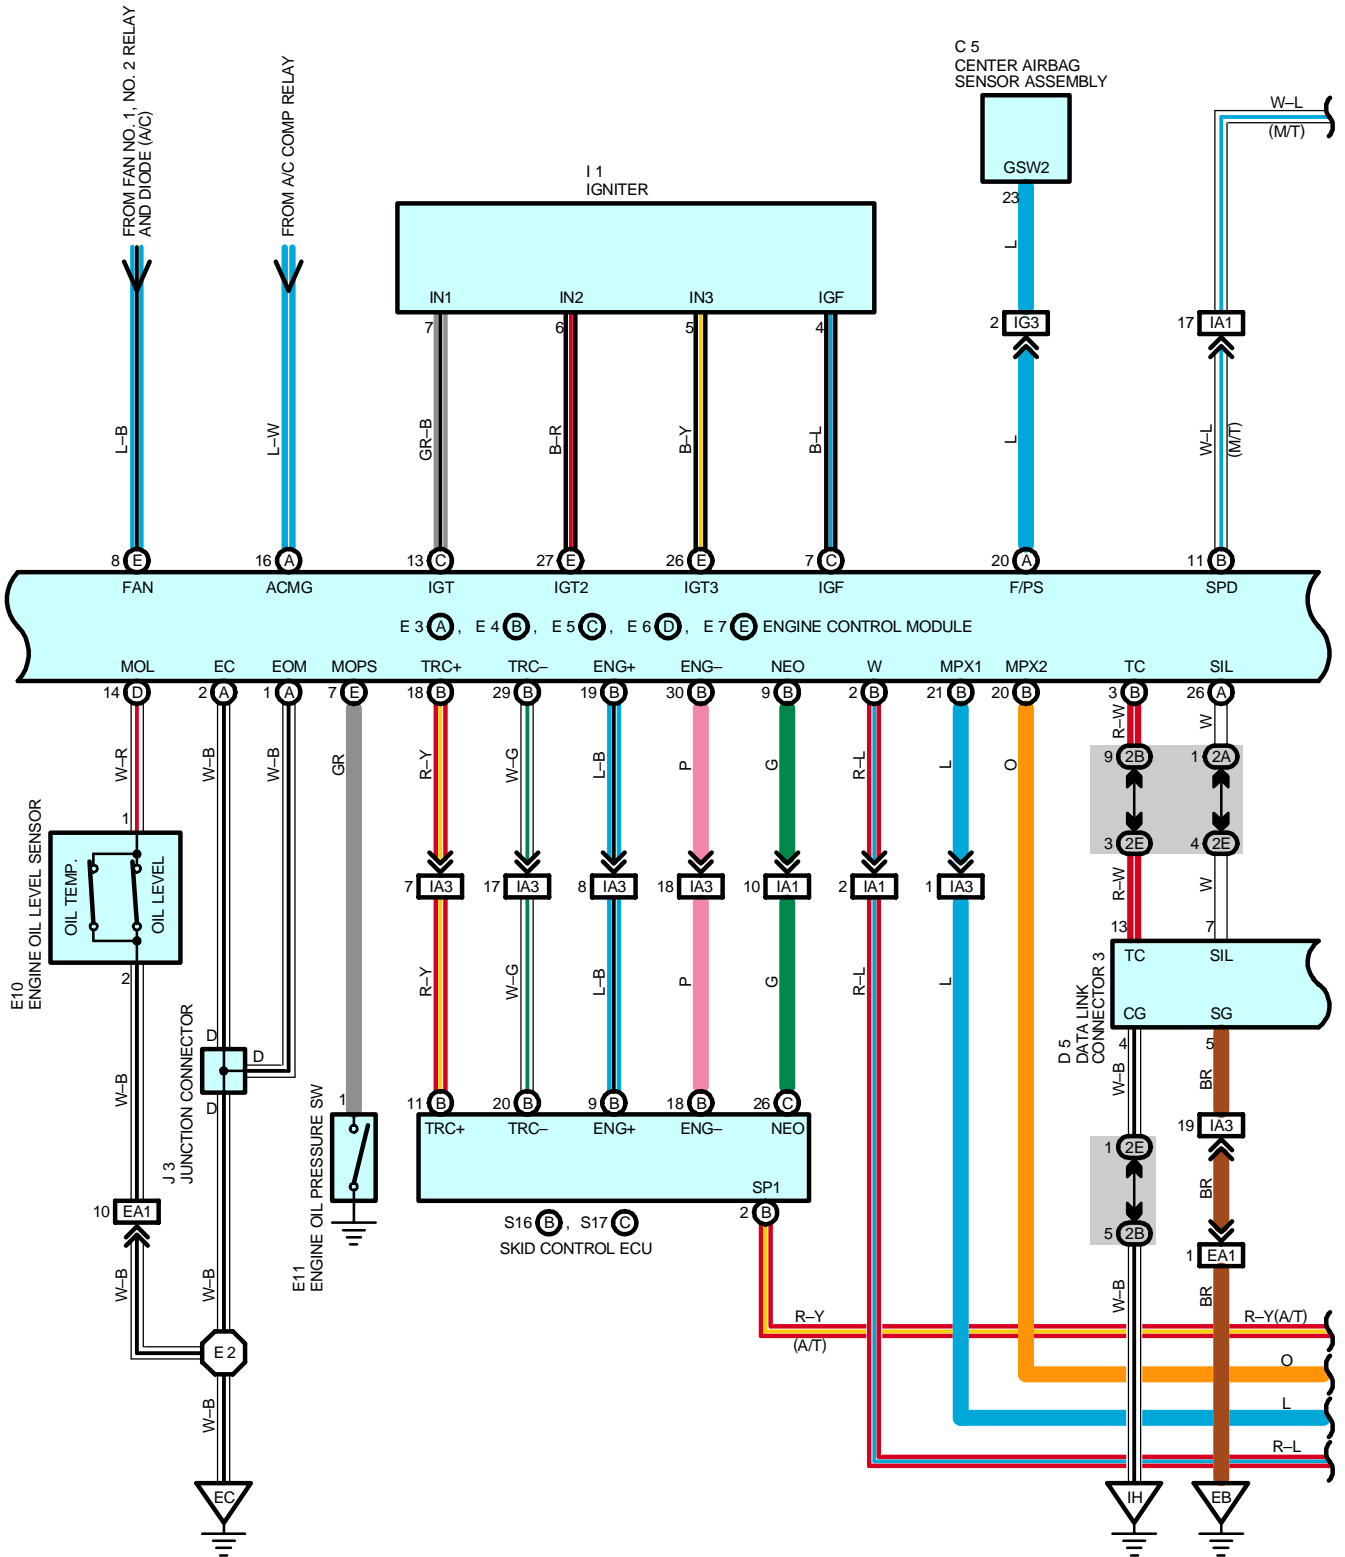 FROM FAN NO. 1, NO. 2 RELAY
AND DIODE (A/C)
FROM A/C COMP RELAY
C 5
CENTER AIRBAG
SENSOR ASSEMBLY
GSW2
23
W–L
(M/T)
I 1
IGNITER
IN1
IN2
IN3
IGF
7
6
5
4
L
2
IG3
17
IA1
L–B
L–W
GR–B
B–R
B–Y
B–L
L
W–L
(M/T)
8 E
16 A
13 C
27 E
26 E
7 C
20 A
11 B
FAN
ACMG
IGT
IGT2
IGT3
IGF
F/PS
SPD
E 3 A , E 4 B , E 5 C , E 6 D , E 7 E ENGINE CONTROL MODULE
MOL
EC
EOM
MOPS
TRC+
TRC–
ENG+
ENG–
NEO
W
MPX1
MPX2
TC
SIL
14 D
2 A
1 A
7 E
18 B
29 B
19 B
30 B
9 B
2 B
21 B
20 B
3 B
26 A
W–R
W–B
W–B
GR
R–Y
W–G
L–B
P
G
R–L
L
O
R–W
W
9 2B
1 2A
3 2E
4 2E
1
E10
ENGINE OIL LEVEL SENSOR
OIL TEMP.
OIL LEVEL
2
7 IA3
17 IA3
8 IA3
18 IA3
10 IA1
2 IA1
1 IA3
R–W
W
13
7
TC
SIL
CG
SG
D 5
DATA LINK
CONNECTOR 3
4
5
R–Y
W–G
L–B
P
G
R–L
L
W–B
BR
D
D
D
J 3
JUNCTION CONNECTOR
W–B
1
E11
ENGINE OIL PRESSURE SW
11 B
20 B
9 B
18 B
26 C
TRC+
TRC–
ENG+
ENG–
NEO
SP1
2 B
S16 B , S17 C
SKID CONTROL ECU
19 IA3
1 2E
BR
5 2B
1 EA1
10 EA1
W–B
W–B
W–B
BR
R–Y
(A/T)
R–Y(A/T)
E 2
O
L
W–B
R–L
EC
IH
EB